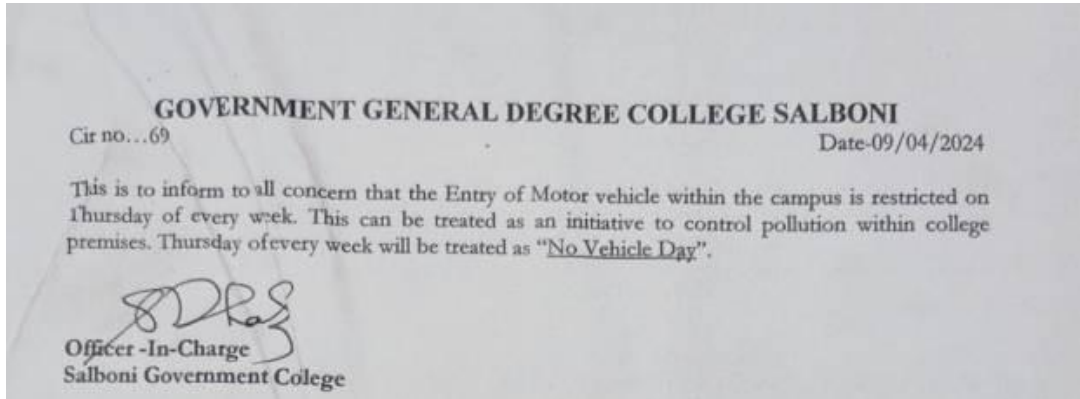 GOVERNMENT GENERAL DEGREE COLLEGE SALBONI
Cir no...69 Date-09/04/2024
This is to inform to all concern that the Entry of Motor vehicle within the campus is restricted on
Thursday of every week. This can be treated as an initiative to control pollution within college
premises. Thursday ofevery week will be treated as “No Vehicle Day”.
Officer -In-Charge
Salboni Government Colege